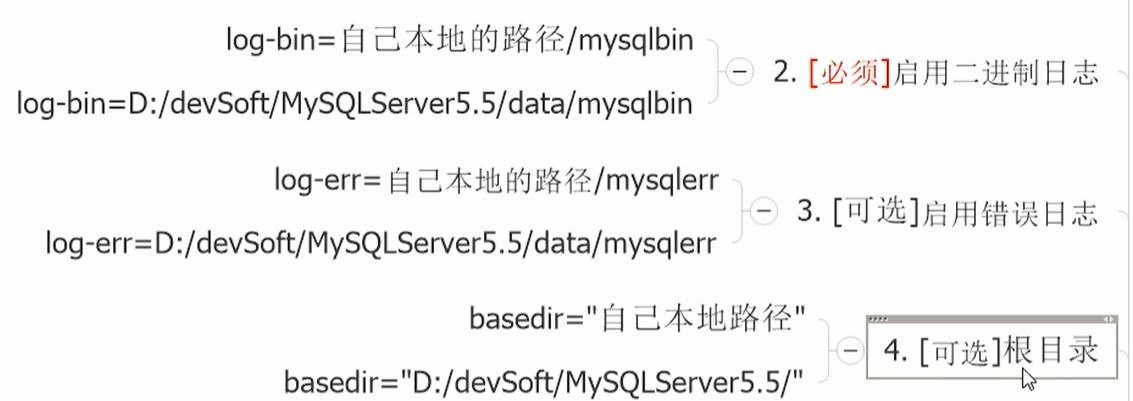 log-bin=自己本地的路径/mysqlbin
log-bin=D:/devSoft/MySQLServer5.5/data/mysqlbin
2. [必须]启用二进制日志
log-err=自己本地的路径/mysqlerr
log-err=D:/devSoft/MySQLServer5.5/data/mysqlerr
3. [可选]启用错误日志
basedir="自己本地路径"
basedir="D:/devSoft/MySQLServer5.5/"
4. [可选]根目录